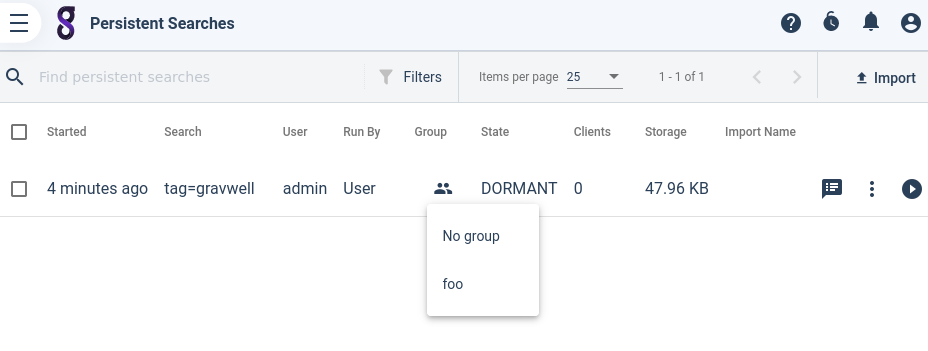 Persistent Searches
Find persistent searches Filters Items per page 25 1 - 1 of 1 Import
Started Search User Run By Group State Clients Storage Import Name
4 minutes ago tag=gravwell admin User DORMANT 0 47.96 KB
No group
foo